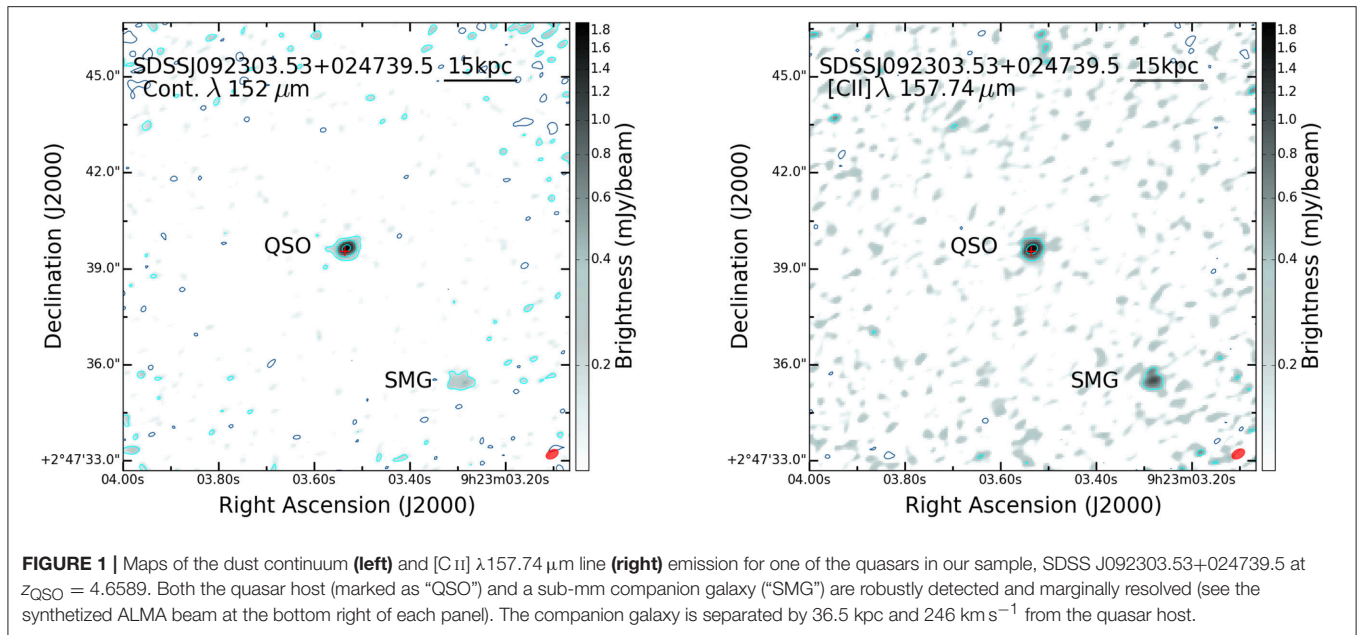 SDSSJ092303.53+024739.5 15kpc
Cont. λ 152 μm
QSO
SMG
45.0"
42.0"
39.0"
36.0"
+2°47'33.0"
Declination (J2000)
04.00s 03.80s 03.60s 03.40s 9h23m03.20s
Right Ascension (J2000)
1.8
1.6
1.4
1.2
1.0
0.8
0.6
0.4
0.2
Brightness (mJy/beam)
SDSSJ092303.53+024739.5 15kpc
[CII] λ 157.74 μm
QSO
SMG
45.0"
42.0"
39.0"
36.0"
+2°47'33.0"
Declination (J2000)
04.00s 03.80s 03.60s 03.40s 9h23m03.20s
Right Ascension (J2000)
1.8
1.6
1.4
1.2
1.0
0.8
0.6
0.4
0.2
Brightness (mJy/beam)
FIGURE 1 | Maps of the dust continuum (left) and [C II] λ157.74 μm line (right) emission for one of the quasars in our sample, SDSS J092303.53+024739.5 at
zQSO = 4.6589. Both the quasar host (marked as “QSO”) and a sub-mm companion galaxy (“SMG”) are robustly detected and marginally resolved (see the
synthetized ALMA beam at the bottom right of each panel). The companion galaxy is separated by 36.5 kpc and 246 km s−1 from the quasar host.